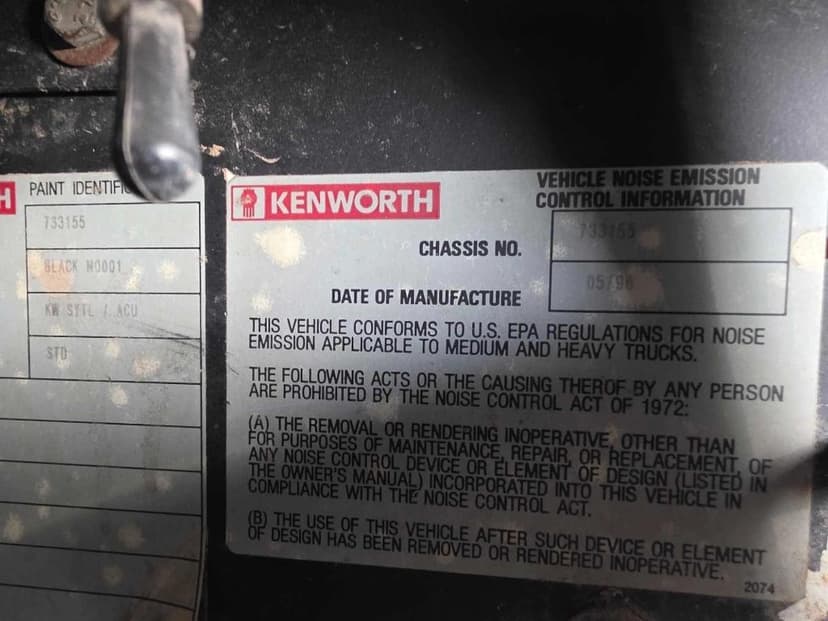 H PAINT IDENTIFIC
733155
BLACK N0001
KW SYTL / ACU
STD
KENWORTH
VEHICLE NOISE EMISSION
CONTROL INFORMATION
CHASSIS NO. 733155
DATE OF MANUFACTURE 05/96
THIS VEHICLE CONFORMS TO U.S. EPA REGULATIONS FOR NOISE
EMISSION APPLICABLE TO MEDIUM AND HEAVY TRUCKS.
THE FOLLOWING ACTS OR THE CAUSING THEROF BY ANY PERSON
ARE PROHIBITED BY THE NOISE CONTROL ACT OF 1972:
(A) THE REMOVAL OR RENDERING INOPERATIVE, OTHER THAN
FOR PURPOSES OF MAINTENANCE, REPAIR, OR REPLACEMENT, OF
ANY NOISE CONTROL DEVICE OR ELEMENT OF DESIGN (LISTED IN
THE OWNER'S MANUAL) INCORPORATED INTO THIS VEHICLE IN
COMPLIANCE WITH THE NOISE CONTROL ACT.
(B) THE USE OF THIS VEHICLE AFTER SUCH DEVICE OR ELEMENT
OF DESIGN HAS BEEN REMOVED OR RENDERED INOPERATIVE.
2074